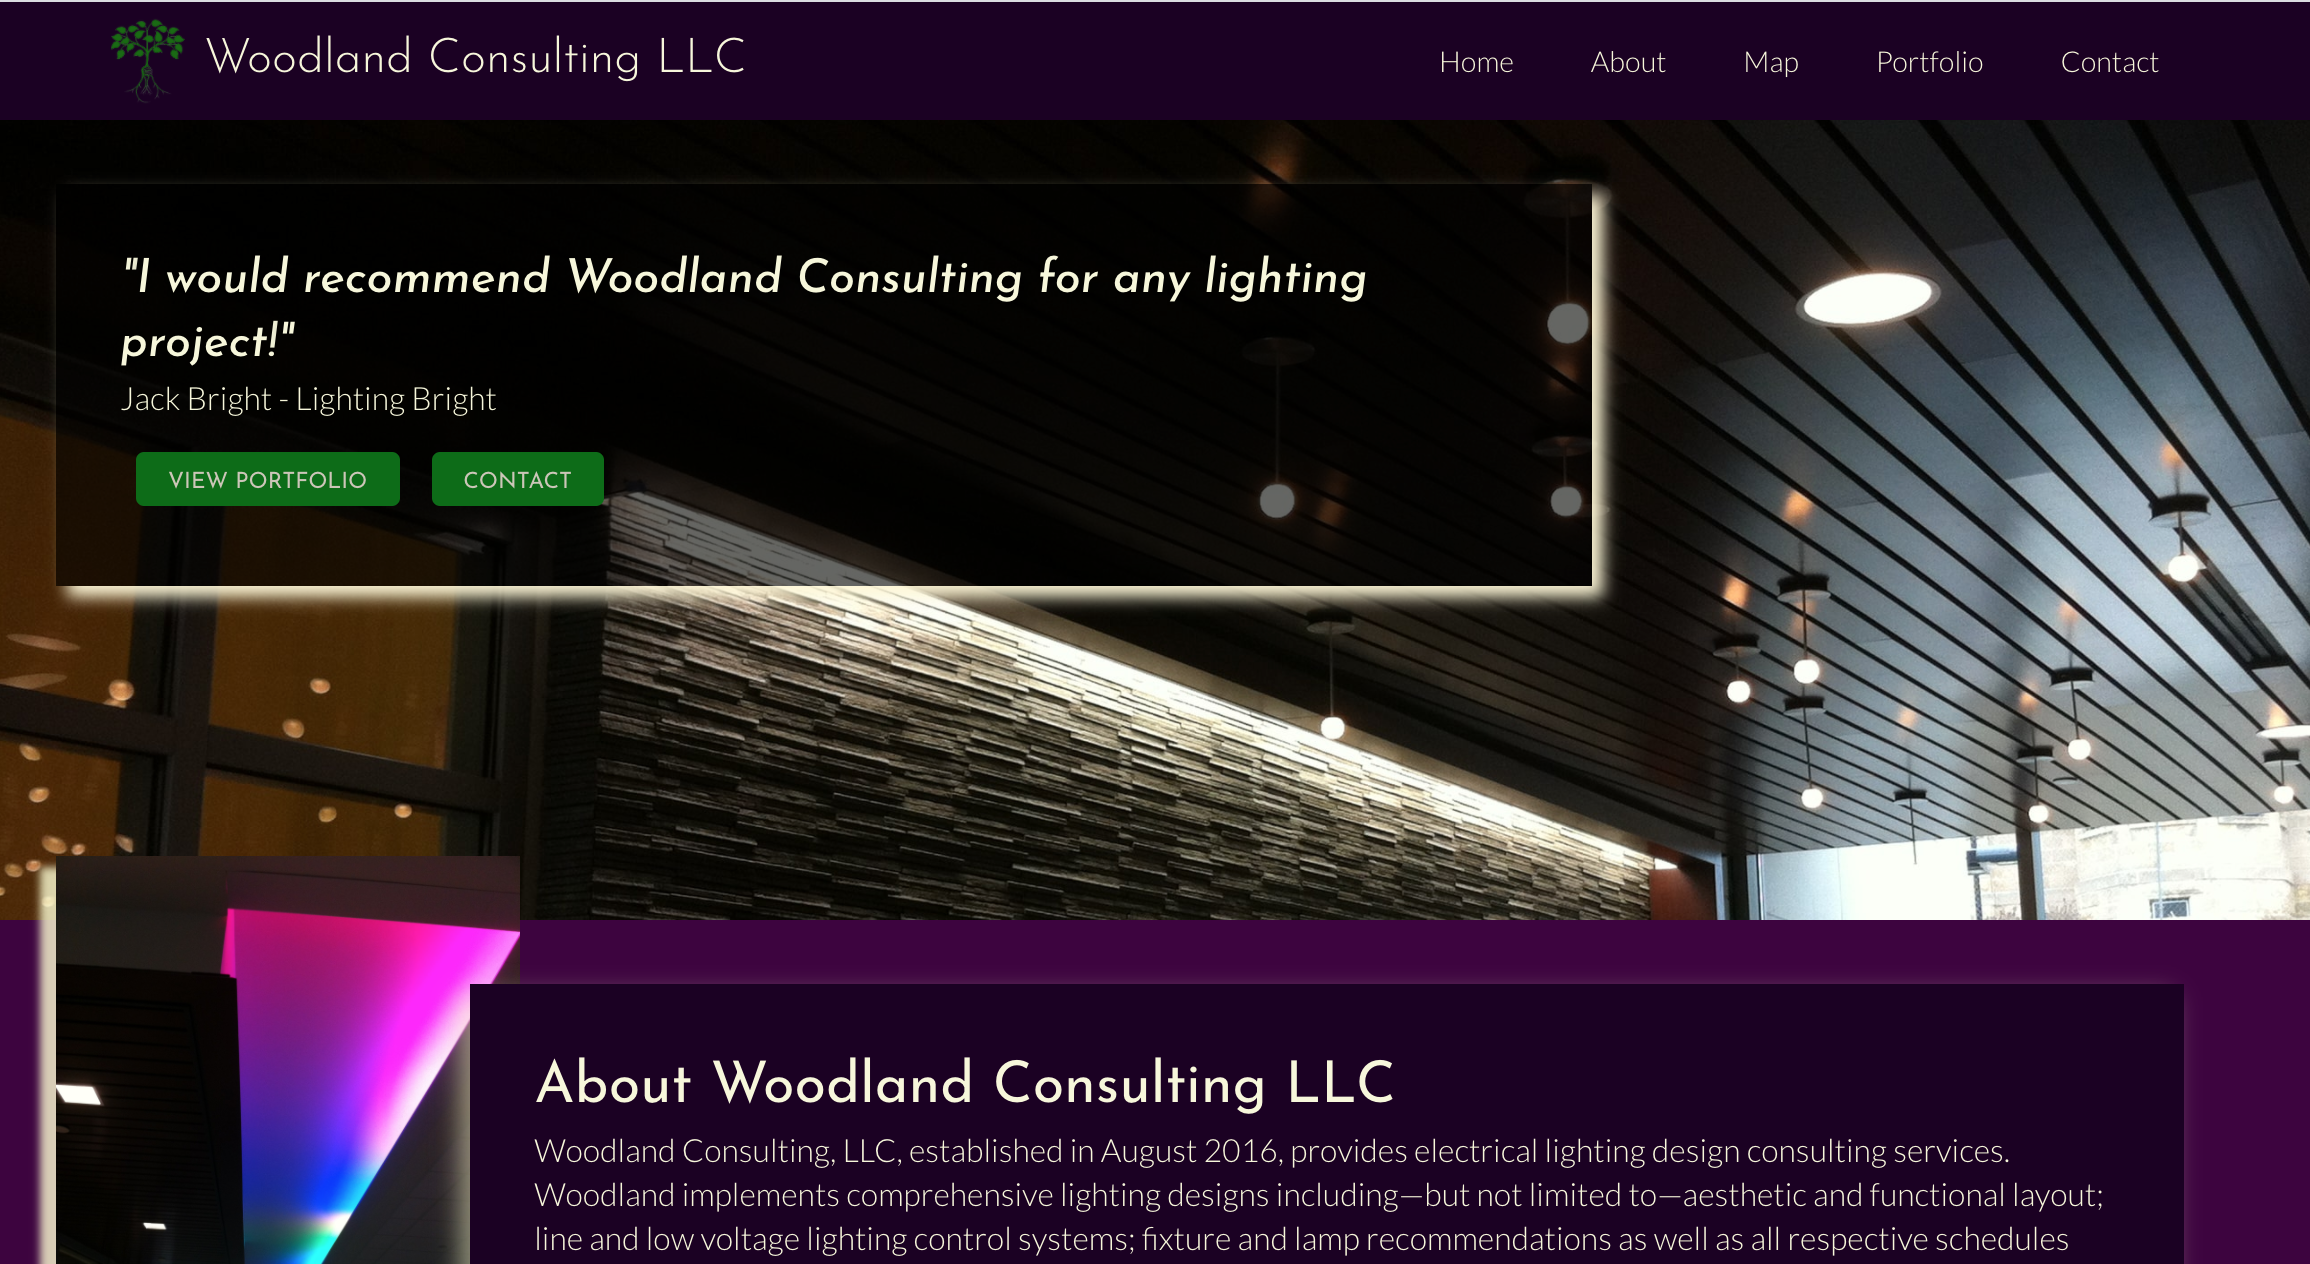 Woodland Consulting LLC
Home
About
Map
Portfolio
Contact
"I would recommend Woodland Consulting for any lighting
project!"
Jack Bright - Lighting Bright
VIEW PORTFOLIO
CONTACT
About Woodland Consulting LLC
Woodland Consulting, LLC, established in August 2016, provides electrical lighting design consulting services.
Woodland implements comprehensive lighting designs including—but not limited to—aesthetic and functional layout;
line and low voltage lighting control systems; fixture and lamp recommendations as well as all respective schedules